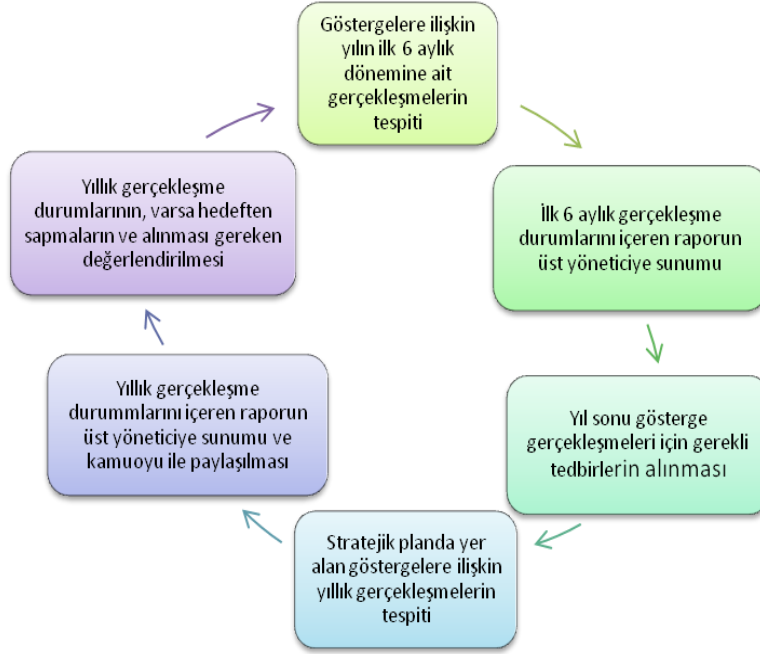 Göstergelere ilişkin
yılın ilk 6 aylık
dönemine ait
gerçekleşmelerin
tespiti
İlk 6 aylık gerçekleşme
durumlarını içeren raporun
üst yöneticiye sunumu
Yıl sonu gösterge
gerçekleşmeleri için gerekli
tedbirlerin alınması
Stratejik planda yer
alan göstergelere ilişkin
yıllık gerçekleşmelerin
tespiti
Yıllık gerçekleşme
durummlarını içeren raporun
üst yöneticiye sunumu ve
kamuoyu ile paylaşılması
Yıllık gerçekleşme
durumlarının, varsa hedeften
sapmaların ve alınması gereken
değerlendirilmesi